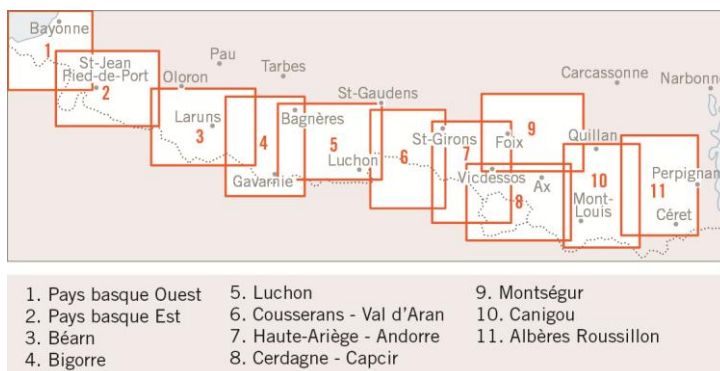 Bayonne
1
St-Jean
Pied-de-Port
2
Pau
Tarbes
Oloron
Laruns
3
4
Bagnères
Gavarnie
St-Gaudens
5
Luchon
6
St-Girons
7
Foix
9
Vicdessos
8
Ax
Carcassonne
Narbonne
Quillan
10
Mont-
Louis
Perpignan
11
Céret
1. Pays basque Ouest
2. Pays basque Est
3. Béarn
4. Bigorre
5. Luchon
6. Cousserans - Val d'Aran
7. Haute-Ariège - Andorre
8. Cerdagne - Capcir
9. Montségur
10. Canigou
11. Albères Roussillon